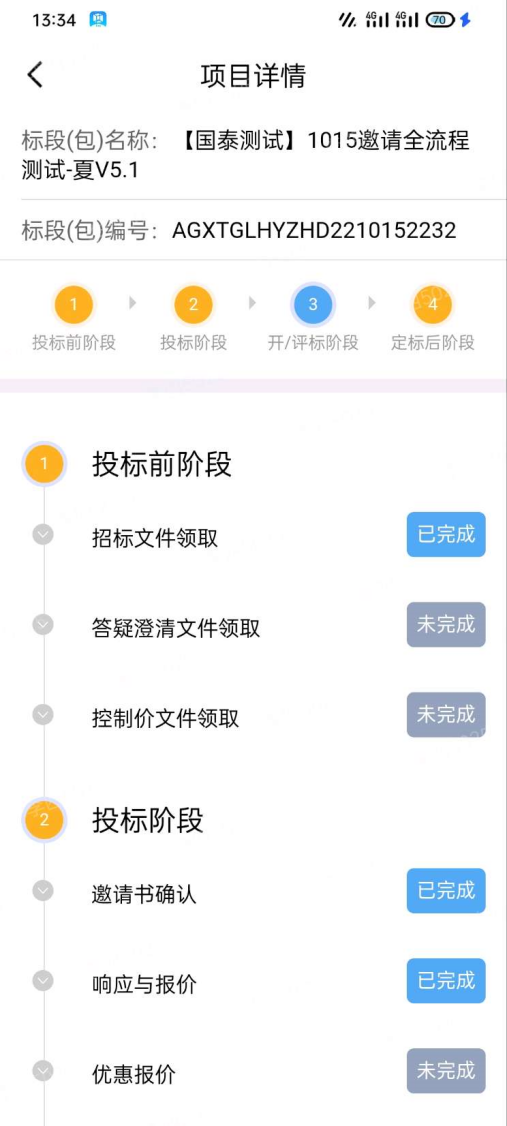 13:34
4G 4G 70
项目详情
标段(包)名称：【国泰测试】1015邀请全流程
测试-夏V5.1
标段(包)编号：AGXTGLHYZHD2210152232
1 2 3 4
投标前阶段 投标阶段 开/评标阶段 定标后阶段
1 投标前阶段
招标文件领取 已完成
答疑澄清文件领取 未完成
控制价文件领取 未完成
2 投标阶段
邀请书确认 已完成
响应与报价 已完成
优惠报价 未完成